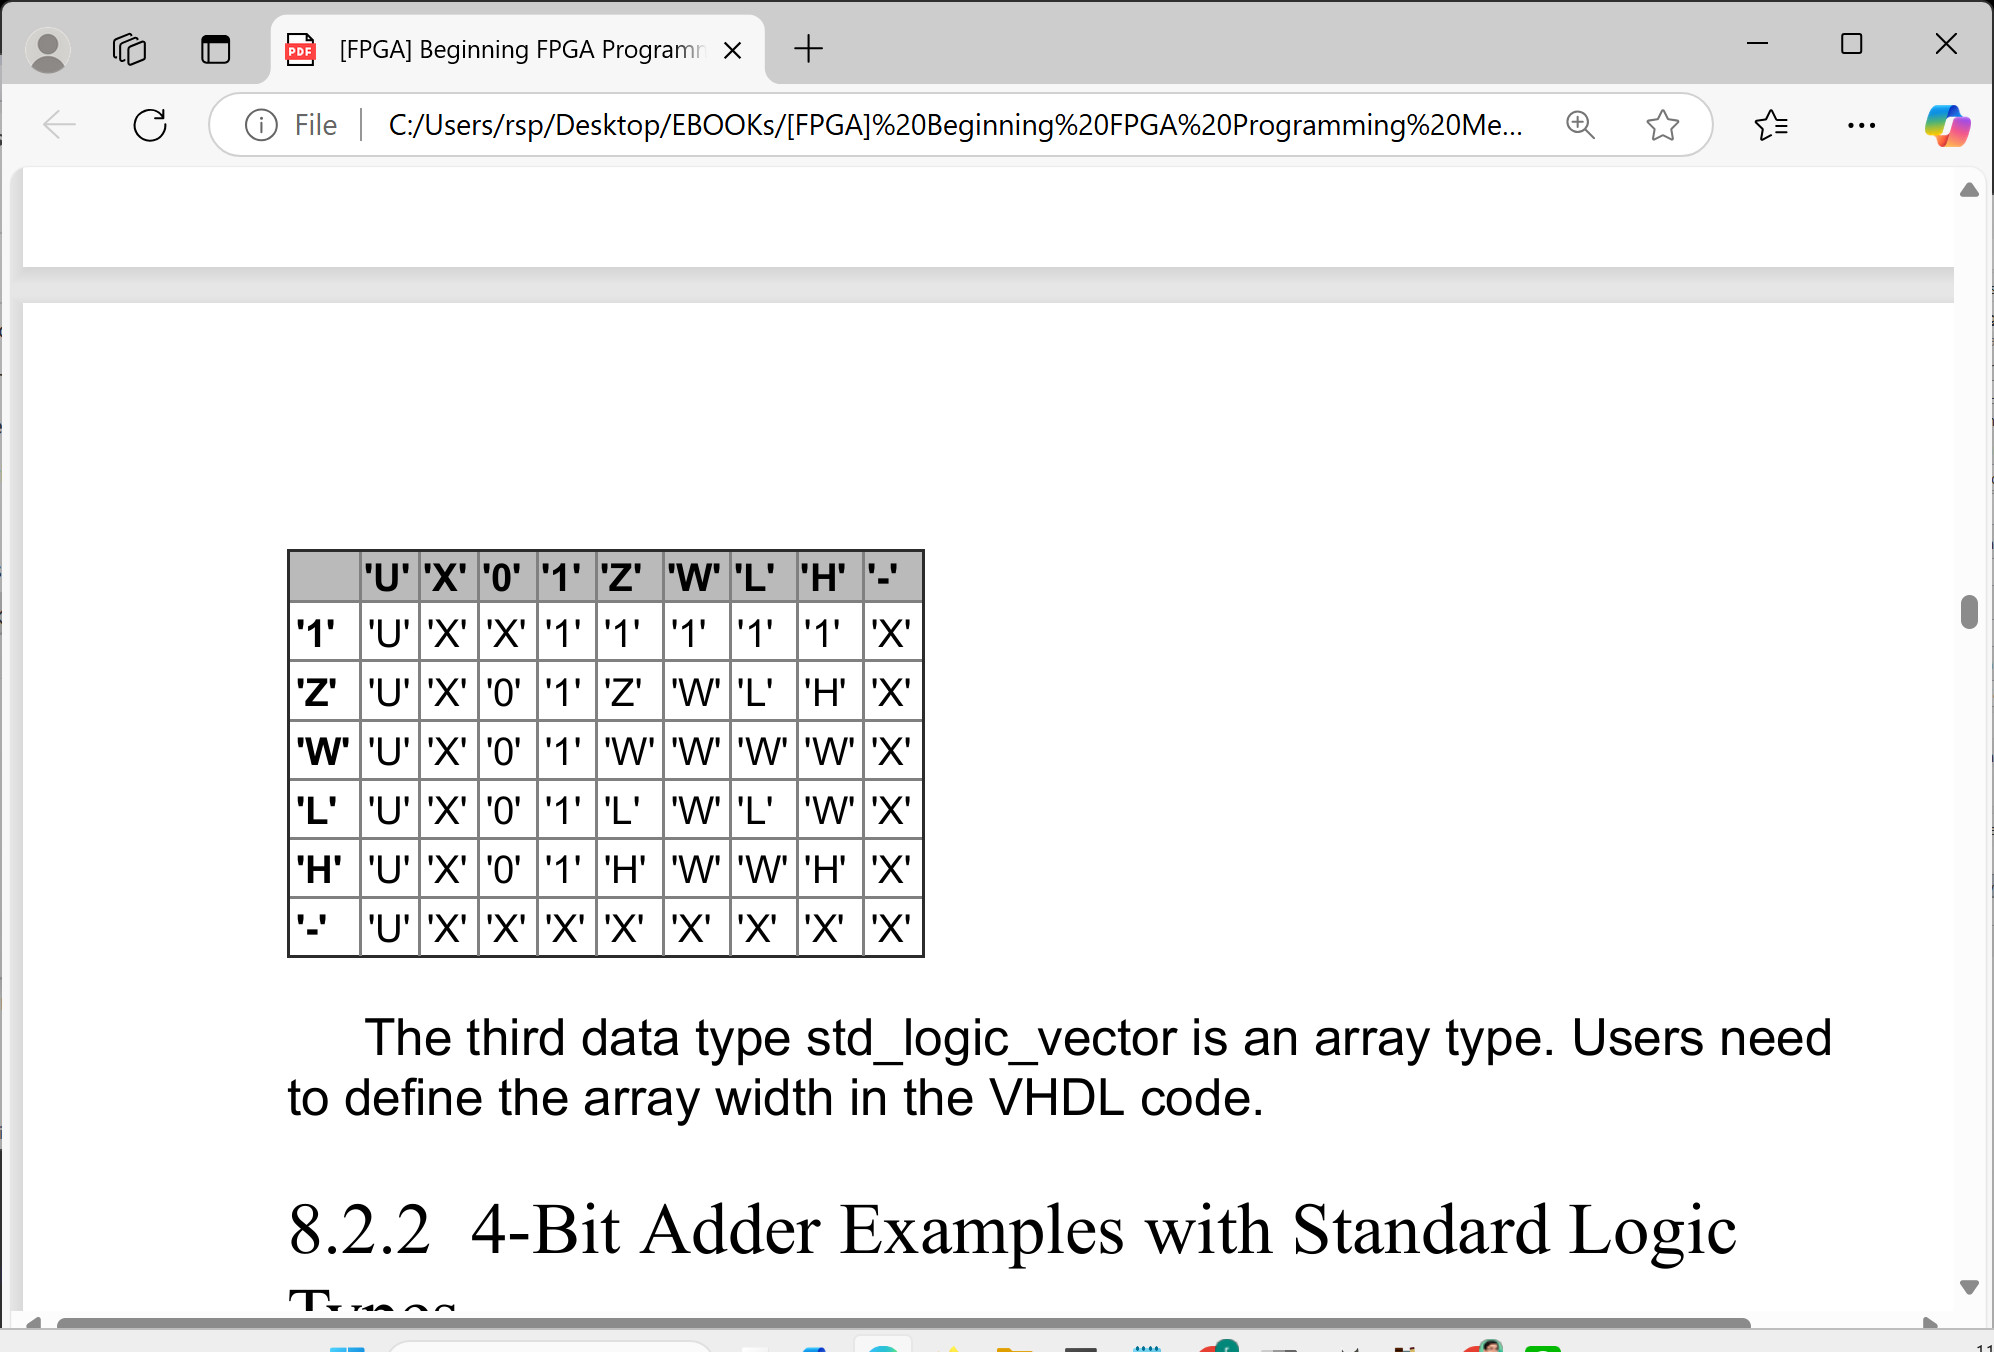 [FPGA] Beginning FPGA Programm
File
C:/Users/rsp/Desktop/EBOOKs/[FPGA]%20Beginning%20FPGA%20Programming%20Me...
'U' 'X' '0' '1' 'Z' 'W' 'L' 'H' '-'
'1' 'U' 'X' 'X' '1' '1' '1' '1' '1' 'X'
'Z' 'U' 'X' '0' '1' 'Z' 'W' 'L' 'H' 'X'
'W' 'U' 'X' '0' '1' 'W' 'W' 'W' 'W' 'X'
'L' 'U' 'X' '0' '1' 'L' 'W' 'L' 'W' 'X'
'H' 'U' 'X' '0' '1' 'H' 'W' 'W' 'H' 'X'
'-' 'U' 'X' 'X' 'X' 'X' 'X' 'X' 'X' 'X'
The third data type std_logic_vector is an array type. Users need
to define the array width in the VHDL code.
8.2.2 4-Bit Adder Examples with Standard Logic
Types